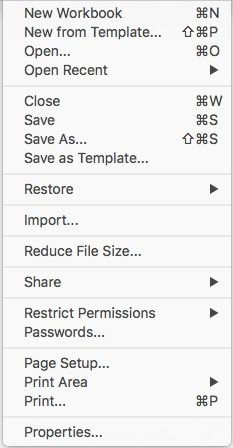 New Workbook ⌘N
New from Template... ⇧⌘P
Open... ⌘O
Open Recent ▶
Close ⌘W
Save ⌘S
Save As... ⇧⌘S
Save as Template...
Restore ▶
Import...
Reduce File Size...
Share ▶
Restrict Permissions ▶
Passwords...
Page Setup...
Print Area ▶
Print... ⌘P
Properties...